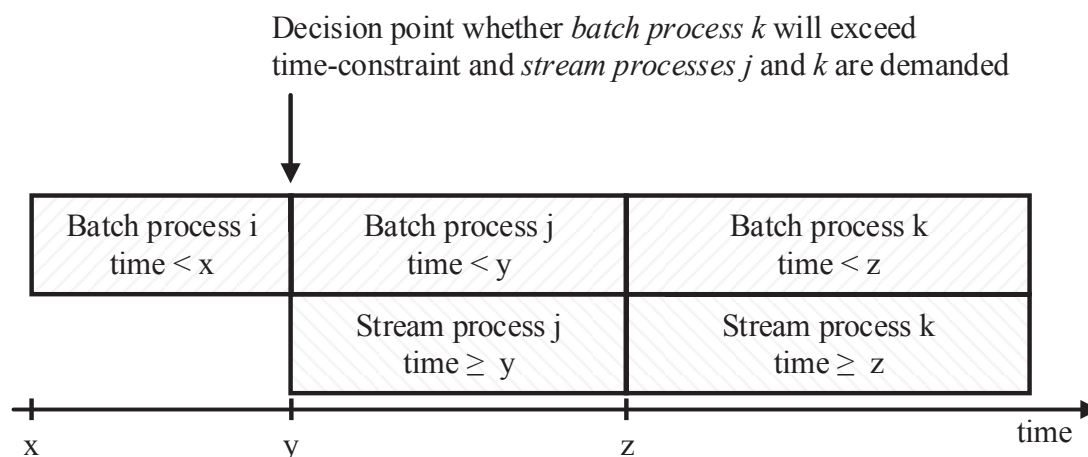 Decision point whether batch process k will exceed
time-constraint and stream processes j and k are demanded
Batch process i
time < x
Batch process j
time < y
Batch process k
time < z
Stream process j
time ≥ y
Stream process k
time ≥ z
x
y
z
time